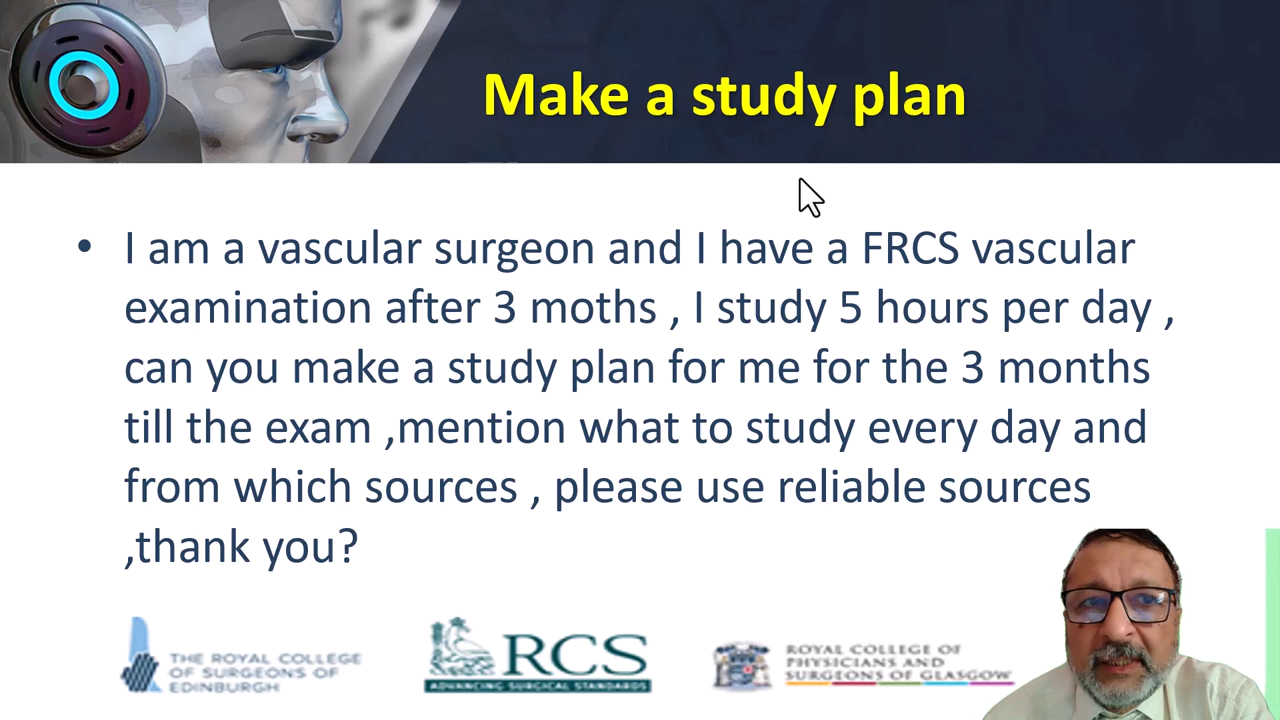 Make a study plan
• I am a vascular surgeon and I have a FRCS vascular
examination after 3 moths , I study 5 hours per day ,
can you make a study plan for me for the 3 months
till the exam ,mention what to study every day and
from which sources , please use reliable sources
,thank you?
THE ROYAL COLLEGE
OF SURGEONS OF
EDINBURGH
RCS
ADVANCING SURGICAL STANDARDS
ROYAL COLLEGE OF
PHYSICIANS AND
SURGEONS OF GLASGOW